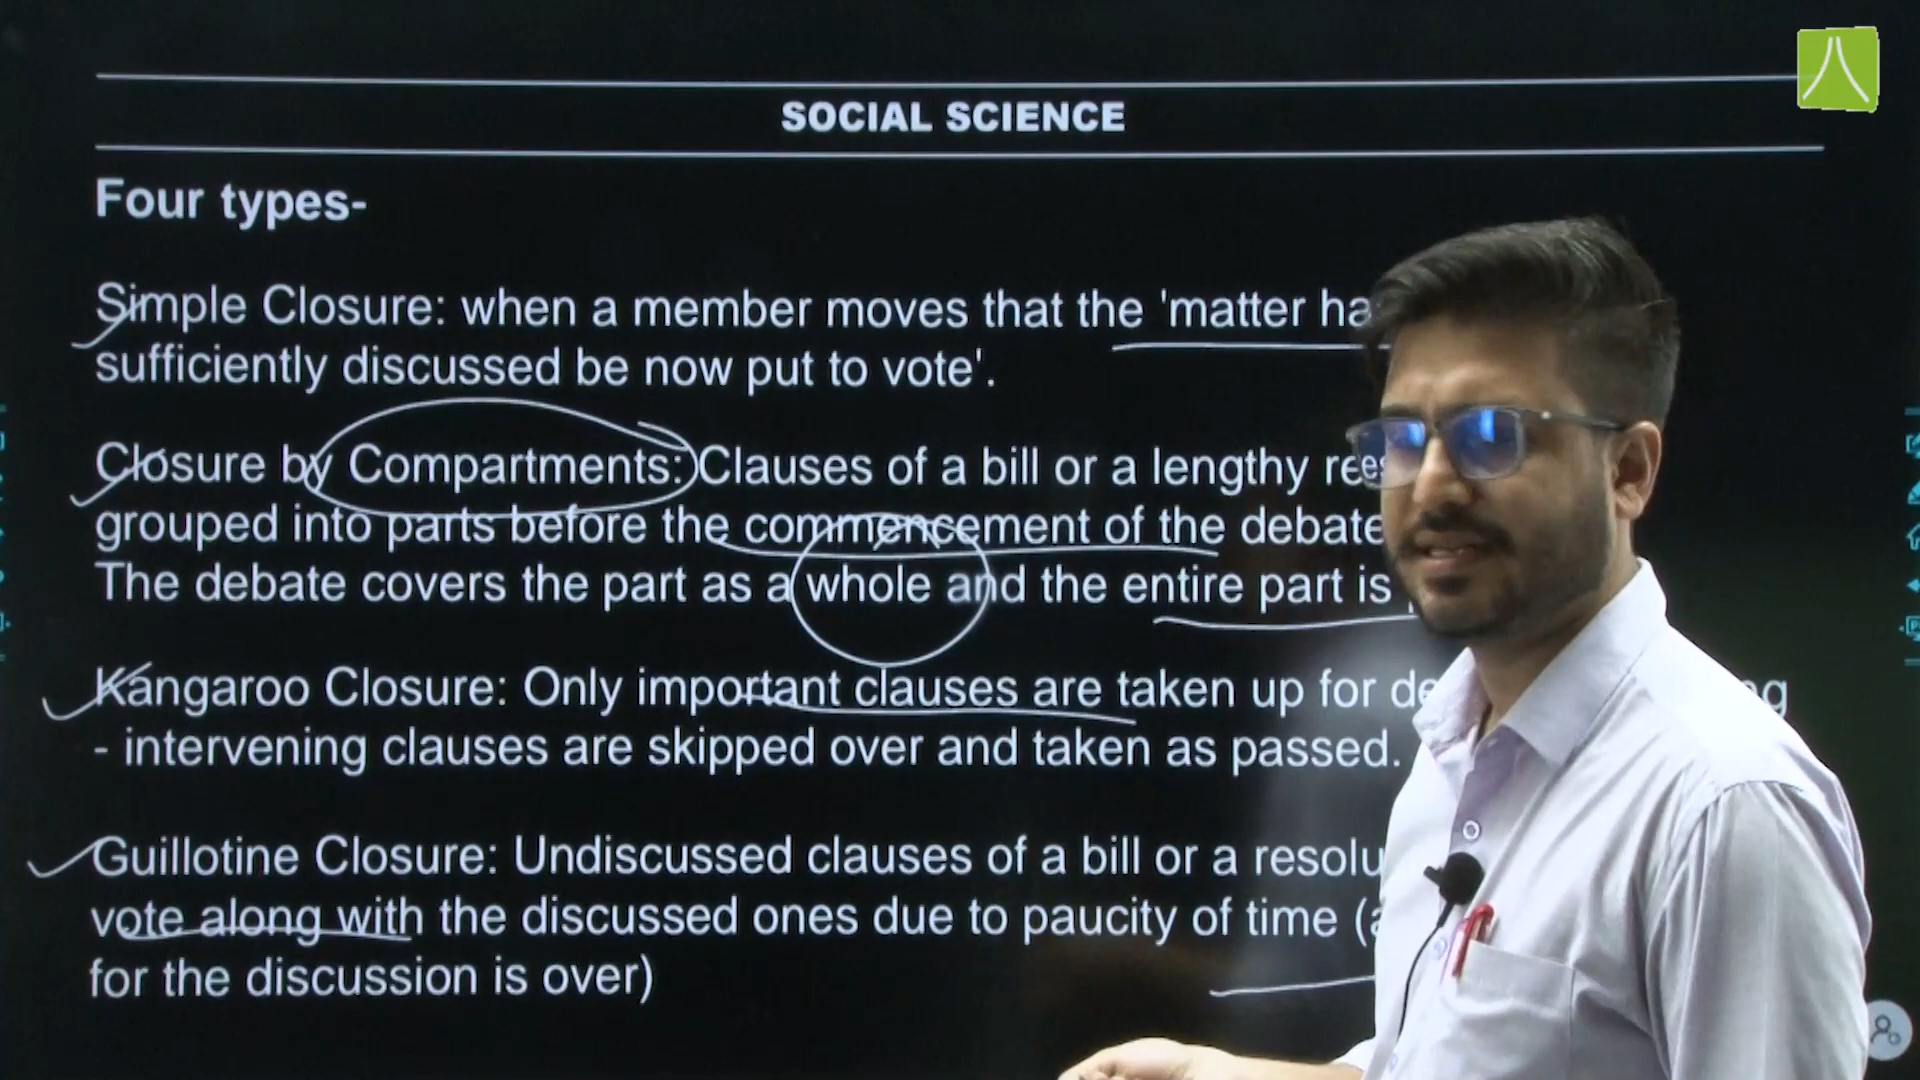 SOCIAL SCIENCE
Four types-
Simple Closure: when a member moves that the 'matter
sufficiently discussed be now put to vote'.
Closure by Compartments: Clauses of a bill or a lengthy
grouped into parts before the commencement of the debate
The debate covers the part as a whole and the entire part is
Kangaroo Closure: Only important clauses are taken up for
- intervening clauses are skipped over and taken as passed.
Guillotine Closure: Undiscussed clauses of a bill or a
vote along with the discussed ones due to paucity of time
for the discussion is over)